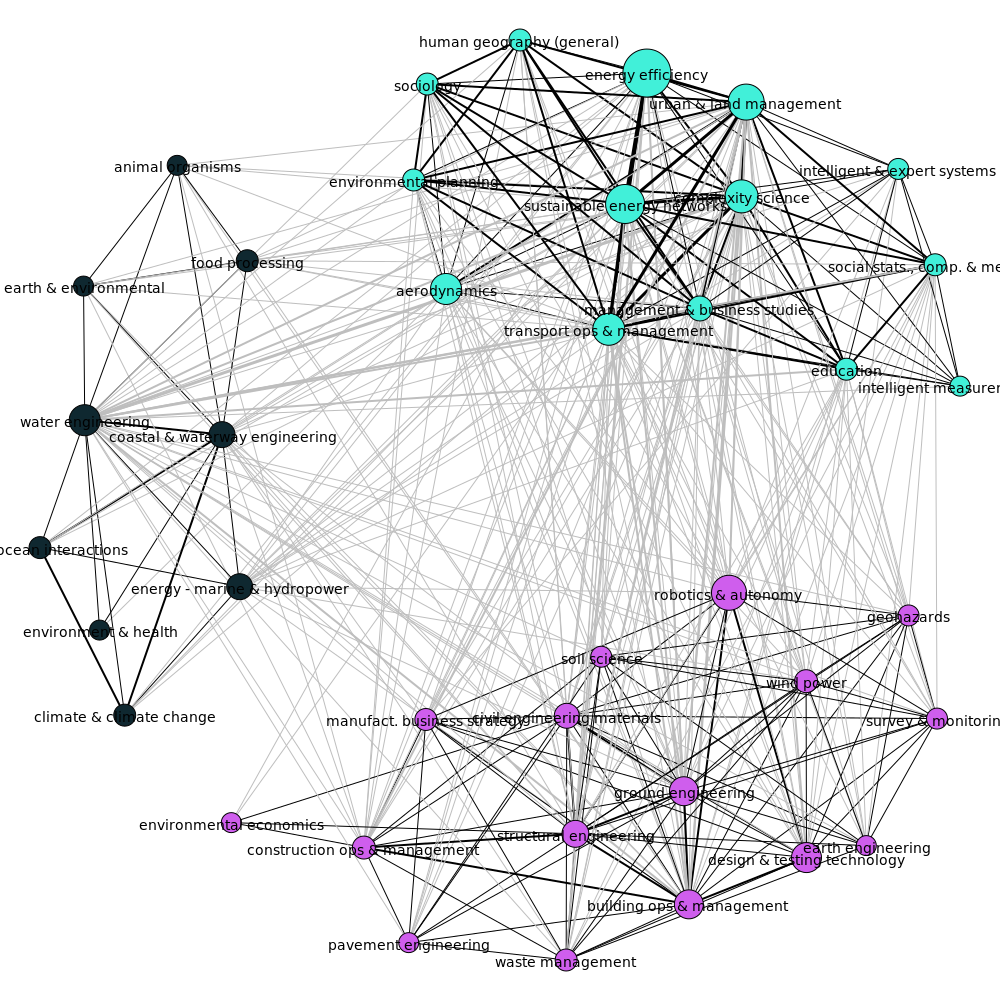 human geography (general)
energy efficiency
sociology
urban & land management
animal organisms
intelligent & expert systems
environmental planning
complexity science
sustainable energy networks
food processing
social stats., comp. & me
earth & environmental
aerodynamics
management & business studies
transport ops & management
education
intelligent measurer
water engineering
coastal & waterway engineering
ocean interactions
energy - marine & hydropower
robotics & autonomy
geohazards
environment & health
soil science
wind power
climate & climate change
manufact. business strategy
civil engineering materials
survey & monitorin
ground engineering
environmental economics
structural engineering
construction ops & management
earth engineering
design & testing technology
building ops & management
pavement engineering
waste management